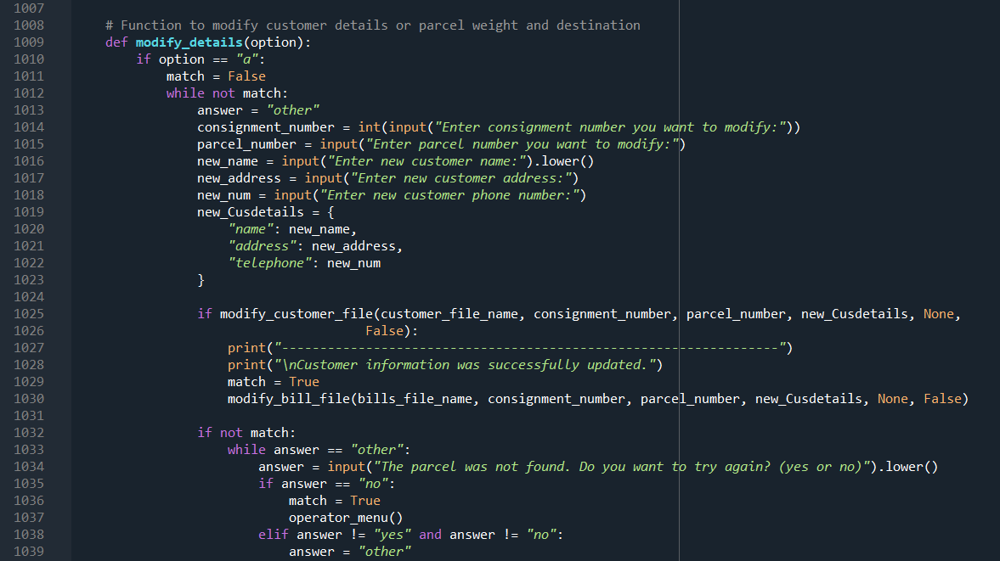 1007
1008 # Function to modify customer details or parcel weight and destination
1009 def modify_details(option):
1010 if option == "a":
1011 match = False
1012 while not match:
1013 answer = "other"
1014 consignment_number = int(input("Enter consignment number you want to modify:"))
1015 parcel_number = input("Enter parcel number you want to modify:")
1016 new_name = input("Enter new customer name:").lower()
1017 new_address = input("Enter new customer address:")
1018 new_num = input("Enter new customer phone number:")
1019 new_Cusdetails = {
1020 "name": new_name,
1021 "address": new_address,
1022 "telephone": new_num
1023 }
1024
1025 if modify_customer_file(customer_file_name, consignment_number, parcel_number, new_Cusdetails, None,
1026 False):
1027 print("-----------------------------------------------------------------")
1028 print("\nCustomer information was successfully updated.")
1029 match = True
1030 modify_bill_file(bills_file_name, consignment_number, parcel_number, new_Cusdetails, None, False)
1031
1032 if not match:
1033 while answer == "other":
1034 answer = input("The parcel was not found. Do you want to try again? (yes or no)").lower()
1035 if answer == "no":
1036 match = True
1037 operator_menu()
1038 elif answer != "yes" and answer != "no":
1039 answer = "other"